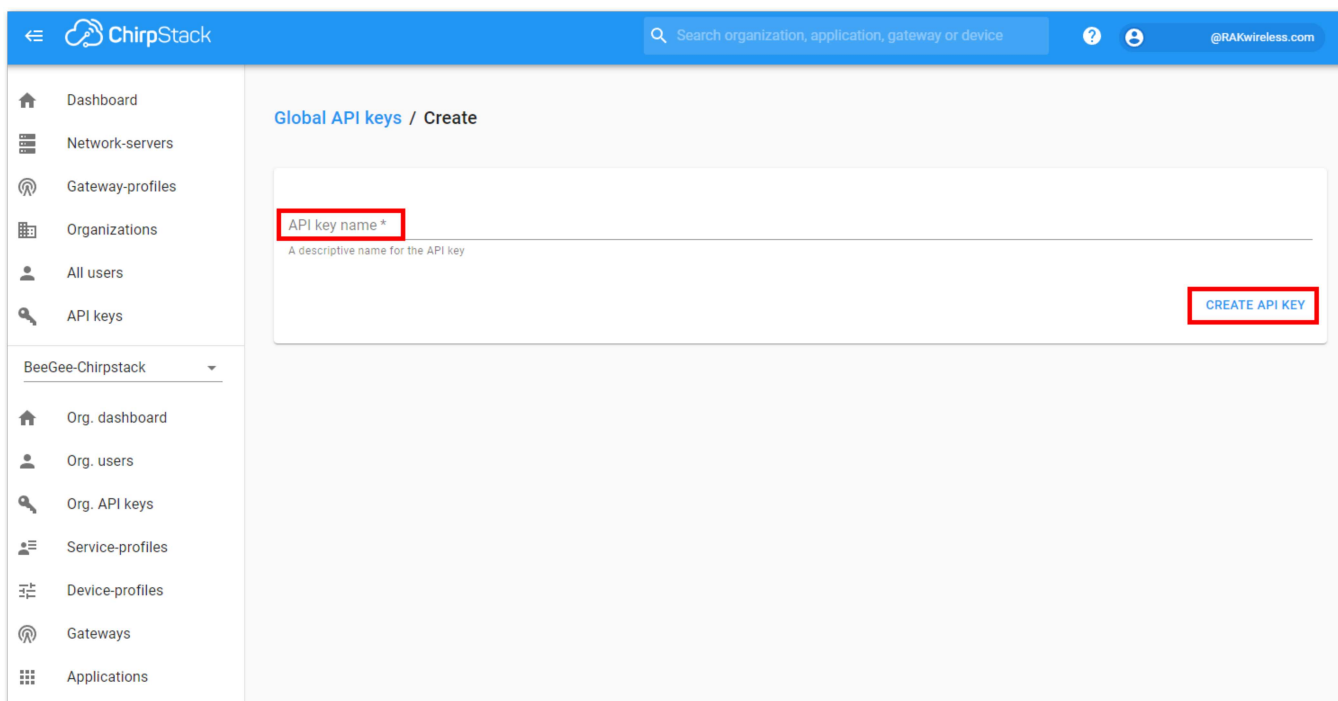 ChirpStack
Search organization, application, gateway or device
@RAKwireless.com
Dashboard
Network-servers
Gateway-profiles
Organizations
All users
API keys
BeeGee-Chirpstack
Org. dashboard
Org. users
Org. API keys
Service-profiles
Device-profiles
Gateways
Applications
Global API keys / Create
API key name *
A descriptive name for the API key
CREATE API KEY